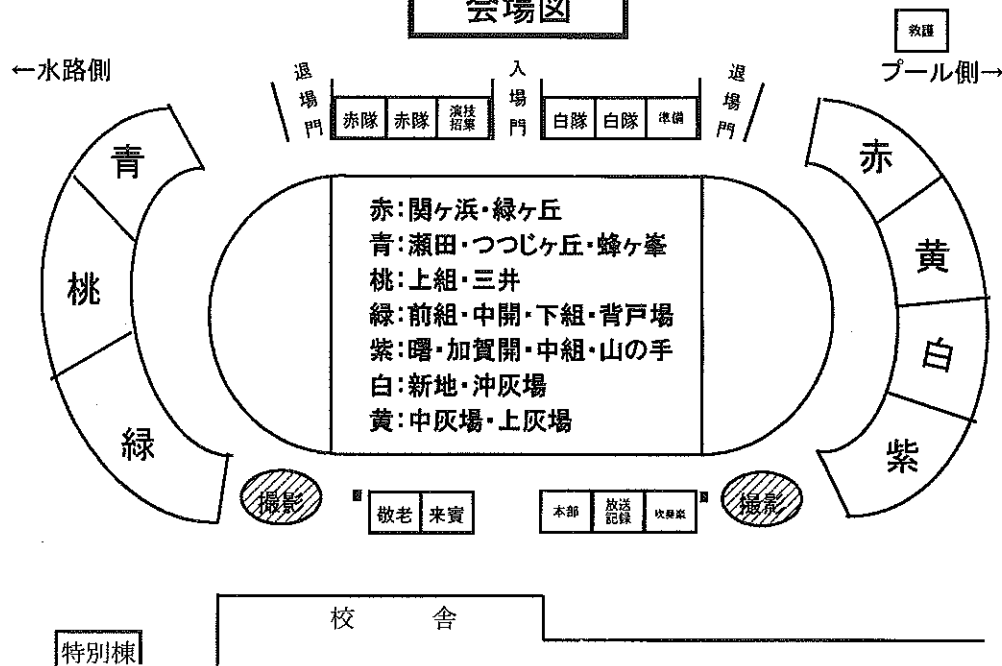 会場図
救護
←水路側
プール側→
退場門
赤隊
赤隊
演技招集
入場門
白隊
白隊
準備
退場門
青
桃
緑
赤:関ヶ浜・緑ヶ丘
青:瀬田・つつじヶ丘・蜂ヶ峯
桃:上組・三井
緑:前組・中開・下組・背戸場
紫:曙・加賀開・中組・山の手
白:新地・沖灰場
黄:中灰場・上灰場
赤
黄
白
紫
撮影
敬老
来賓
本部
放送記録
吹奏楽
撮影
校舎
特別棟